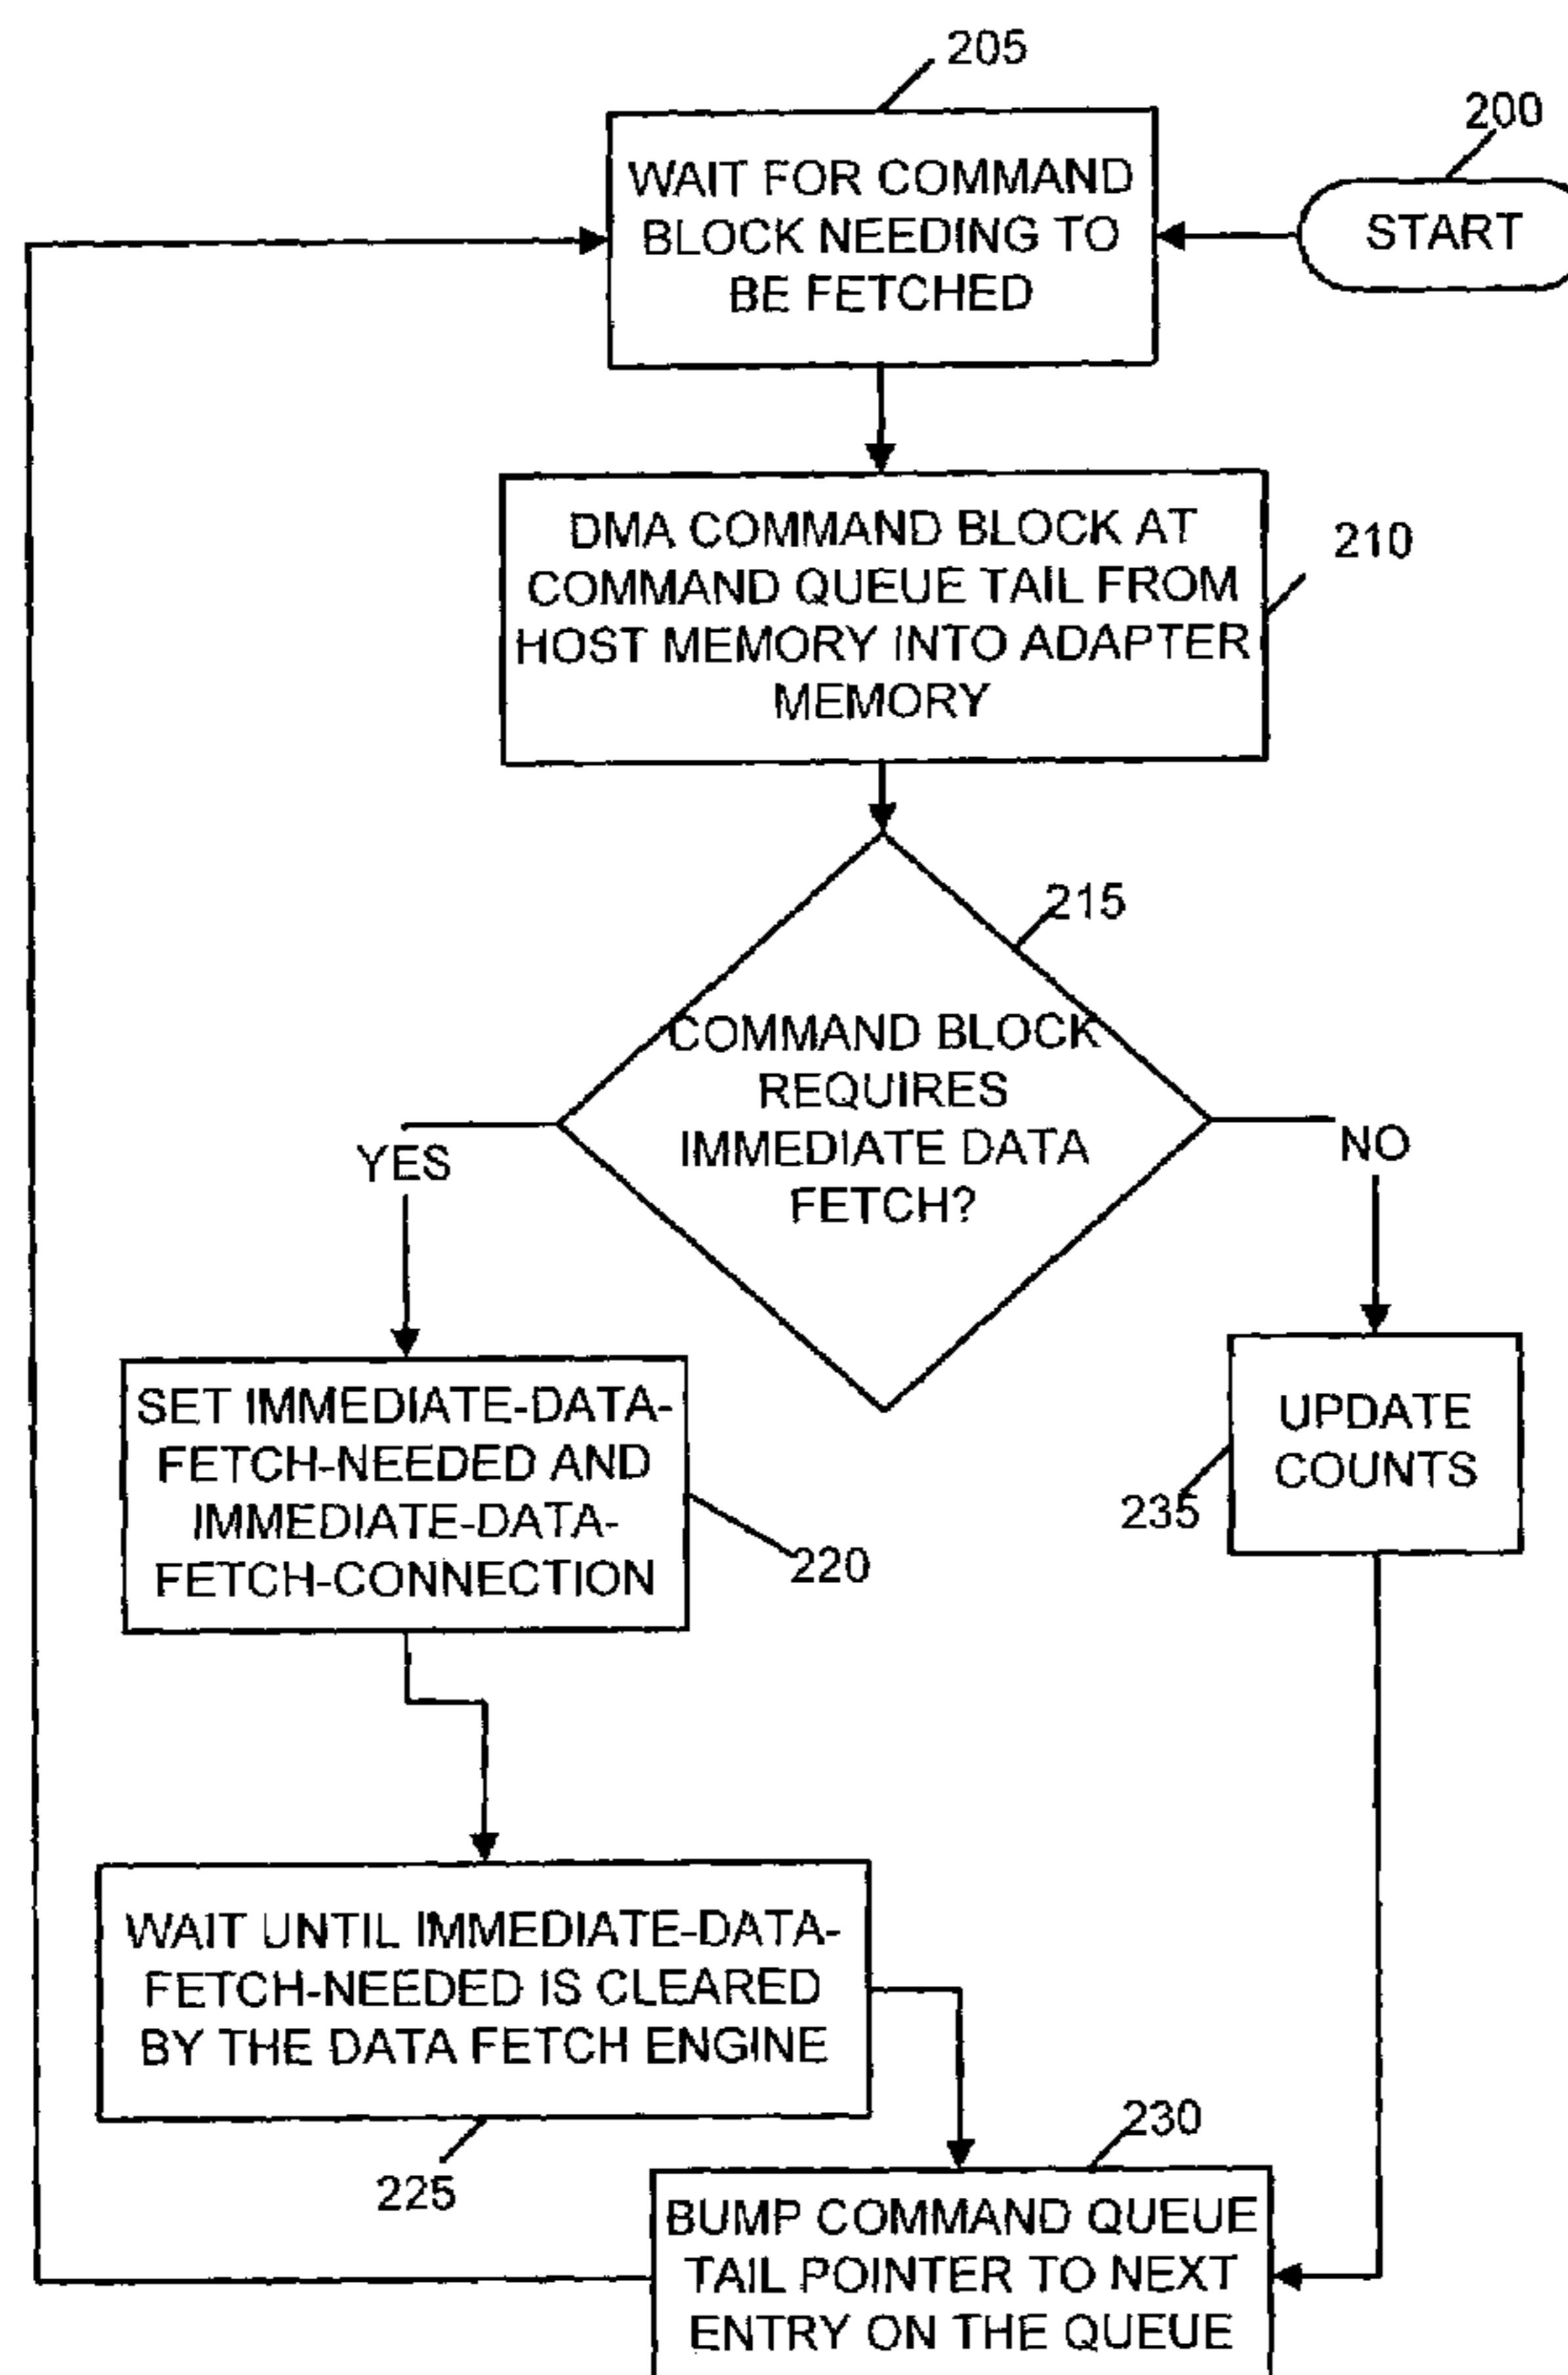 205
200
WAIT FOR COMMAND
BLOCK NEEDING TO
BE FETCHED
START
DMA COMMAND BLOCK AT
COMMAND QUEUE TAIL FROM
HOST MEMORY INTO ADAPTER
MEMORY
210
215
COMMAND BLOCK
REQUIRES
IMMEDIATE DATA
FETCH?
YES
NO
SET IMMEDIATE-DATA-
FETCH-NEEDED AND
IMMEDIATE-DATA-
FETCH-CONNECTION
220
UPDATE
COUNTS
235
WAIT UNTIL IMMEDIATE-DATA-
FETCH-NEEDED IS CLEARED
BY THE DATA FETCH ENGINE
225
230
BUMP COMMAND QUEUE
TAIL POINTER TO NEXT
ENTRY ON THE QUEUE